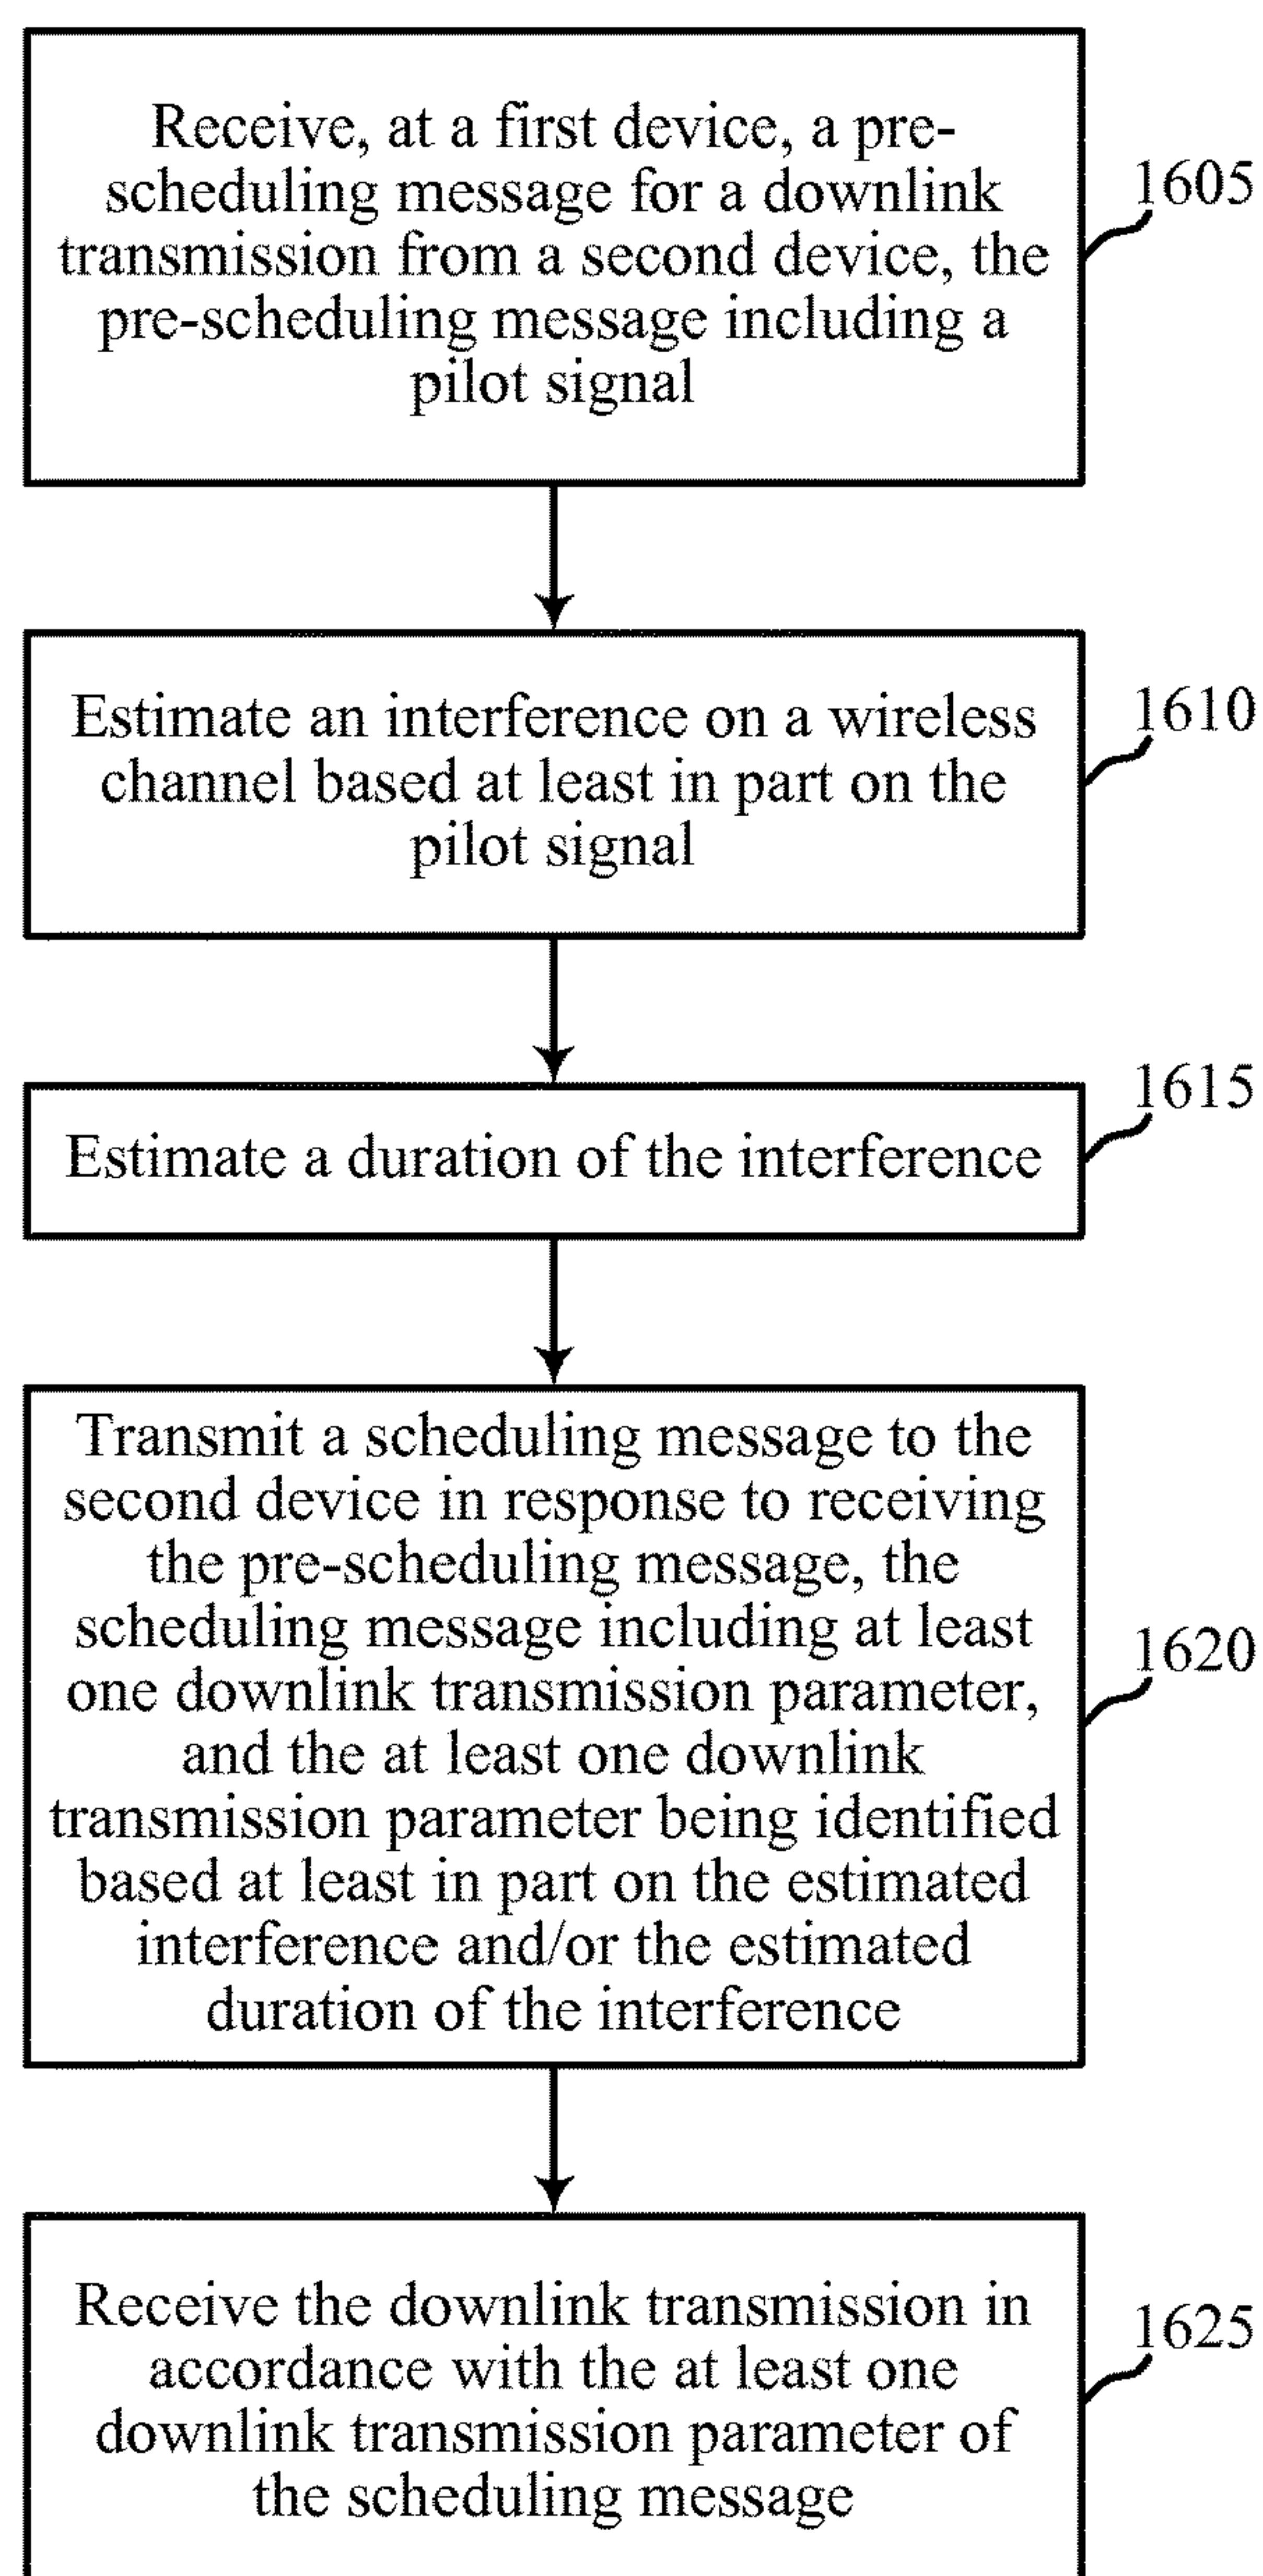 Receive, at a first device, a pre-
scheduling message for a downlink
transmission from a second device, the
pre-scheduling message including a
pilot signal
1605
Estimate an interference on a wireless
channel based at least in part on the
pilot signal
1610
Estimate a duration of the interference
1615
Transmit a scheduling message to the
second device in response to receiving
the pre-scheduling message, the
scheduling message including at least
one downlink transmission parameter,
and the at least one downlink
transmission parameter being identified
based at least in part on the estimated
interference and/or the estimated
duration of the interference
1620
Receive the downlink transmission in
accordance with the at least one
downlink transmission parameter of
the scheduling message
1625